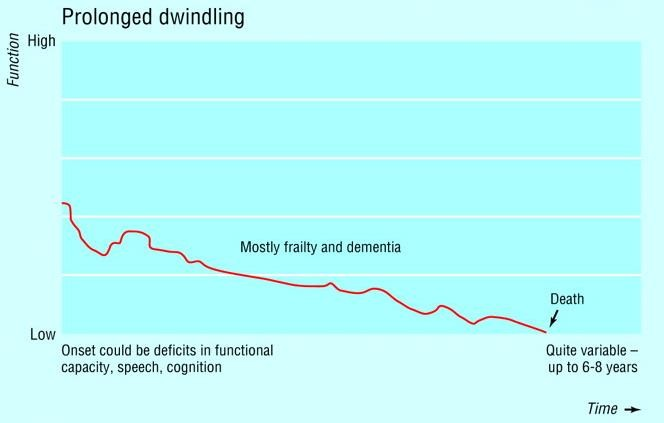 Prolonged dwindling
High
Function
Mostly frailty and dementia
Death
Low
Onset could be deficits in functional
capacity, speech, cognition
Quite variable –
up to 6-8 years
Time